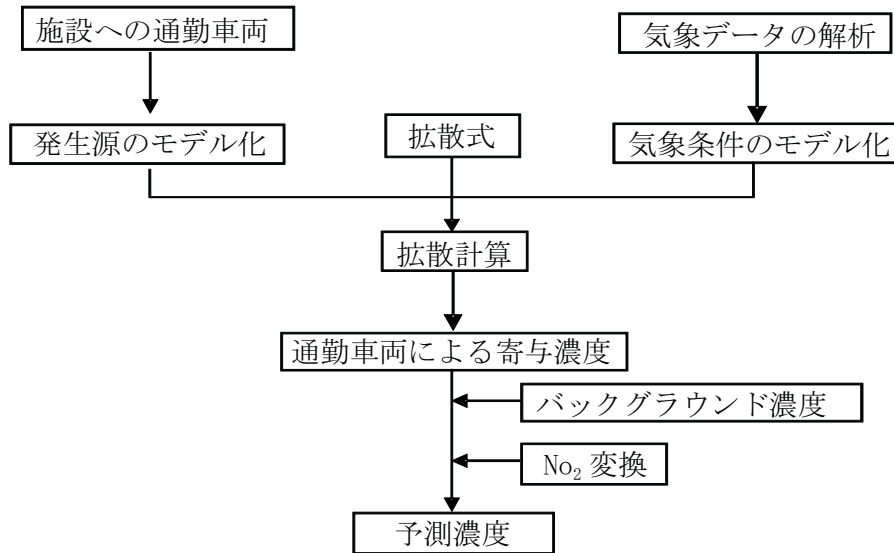 施設への通勤車両
気象データの解析
発生源のモデル化
拡散式
気象条件のモデル化
拡散計算
通勤車両による寄与濃度
バックグラウンド濃度
No₂変換
予測濃度